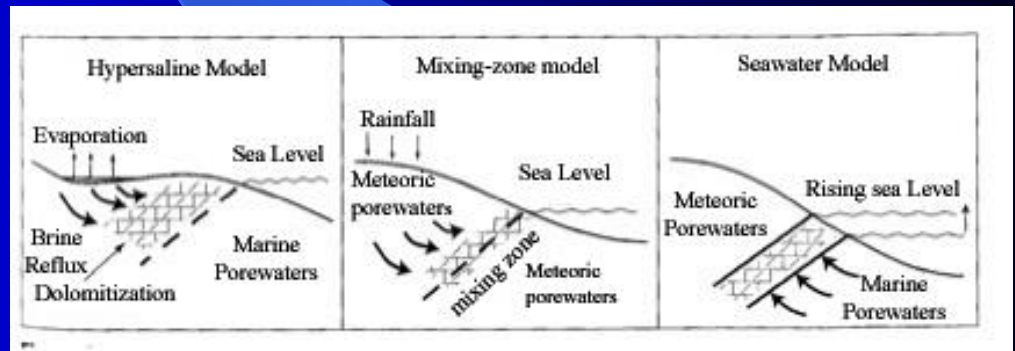 Hypersaline Model
Evaporation
Sea Level
Brine
Reflux
Dolomitization
Marine
Porewaters
Mixing-zone model
Rainfall
Meteoric
porewaters
Sea Level
mixing zone
Meteoric
porewaters
Seawater Model
Meteoric
Porewaters
Rising sea Level
Marine
Porewaters